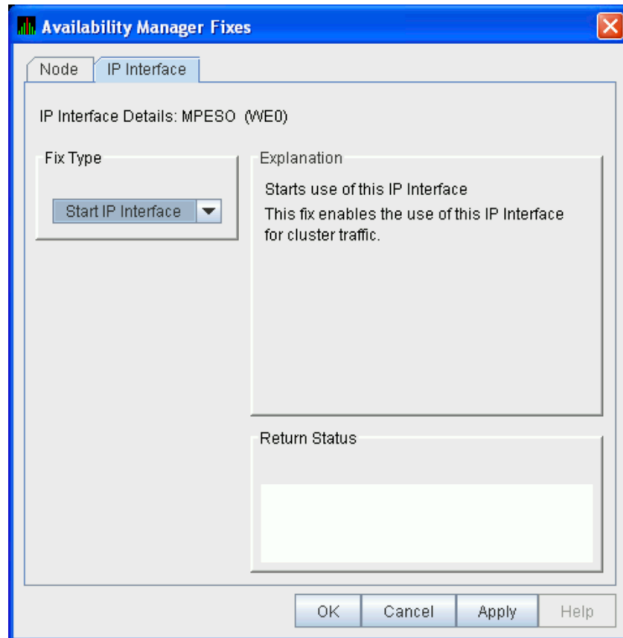 Availability Manager Fixes
Node
IP Interface
IP Interface Details: MPESO (WE0)
Fix Type
Start IP Interface
Explanation
Starts use of this IP Interface
This fix enables the use of this IP Interface
for cluster traffic.
Return Status
OK
Cancel
Apply
Help